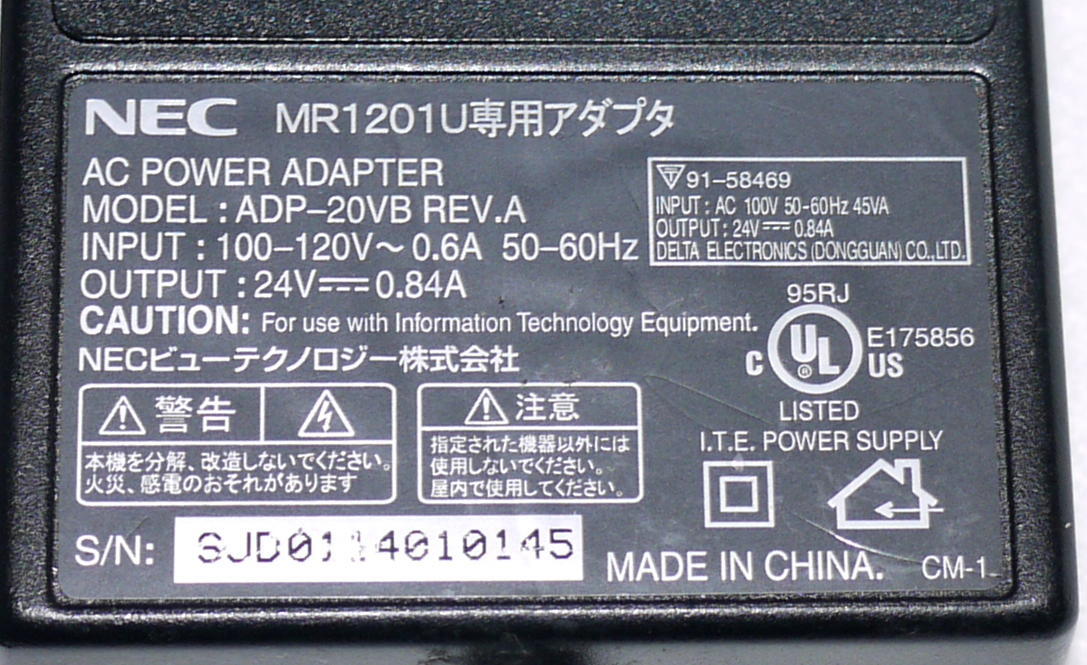 NEC MR1201U専用アダプタ
AC POWER ADAPTER
MODEL : ADP-20VB REV.A
INPUT : 100-120V～ 0.6A 50-60Hz
OUTPUT : 24V⎓0.84A
T 91-58469
INPUT : AC 100V 50-60Hz 45VA
OUTPUT : 24V⎓ 0.84A
DELTA ELECTRONICS (DONGGUAN) CO.,LTD.
CAUTION: For use with Information Technology Equipment.
NECビューテクノロジー株式会社
95RJ
C UL® US E175856
LISTED
I.T.E. POWER SUPPLY
警告
本機を分解、改造しないでください。
火災、感電のおそれがあります
注意
指定された機器以外には
使用しないでください。
屋内で使用してください。
S/N: SJD0114010145
MADE IN CHINA. CM-1